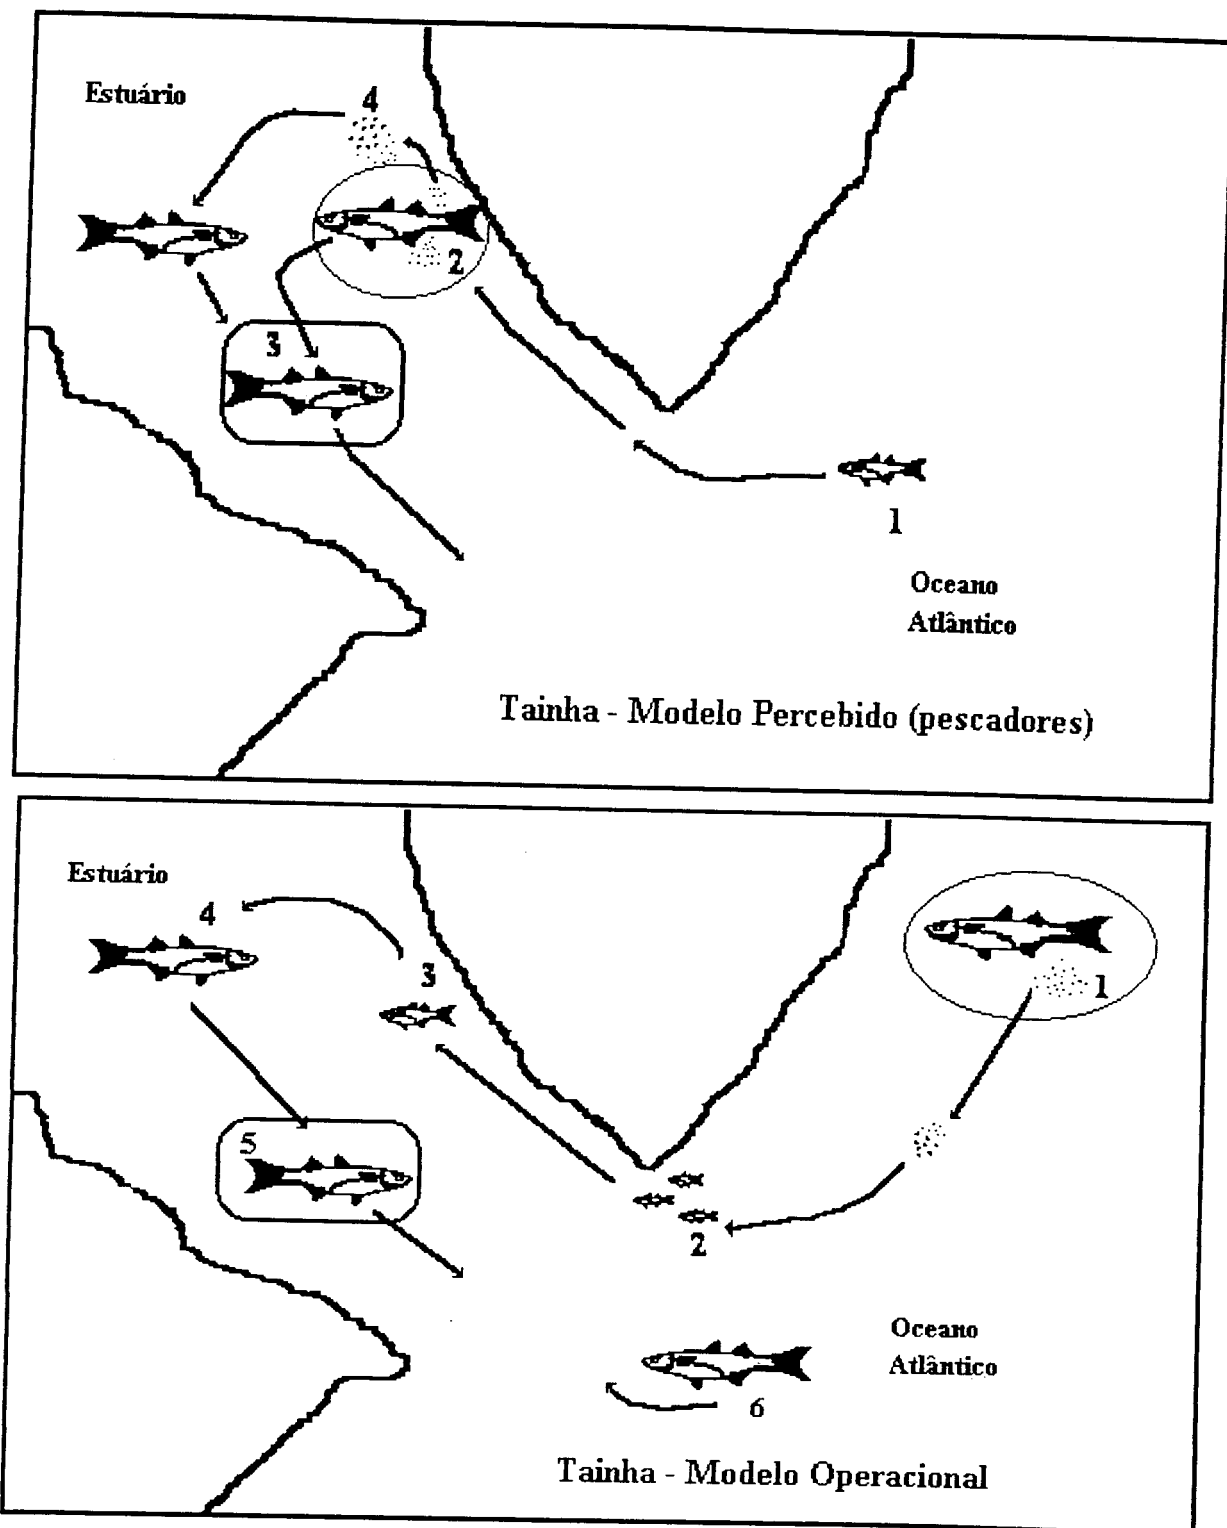 Estuário
4
2
3
1
Oceano
Atlântico
Tainha - Modelo Percebido (pescadores)
Estuário
4
3
1
5
2
Oceano
Atlântico
6
Tainha - Modelo Operacional